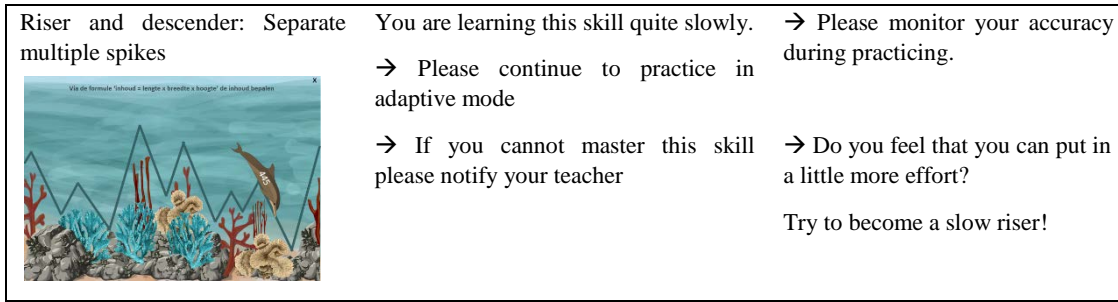 Riser and descender: Separate
multiple spikes
x
Via de formule 'inhoud = lengte x breedte x hoogte' de inhoud bepalen
445
You are learning this skill quite slowly.
→ Please continue to practice in
adaptive mode
→ If you cannot master this skill
please notify your teacher
→ Please monitor your accuracy
during practicing.
→ Do you feel that you can put in
a little more effort?
Try to become a slow riser!